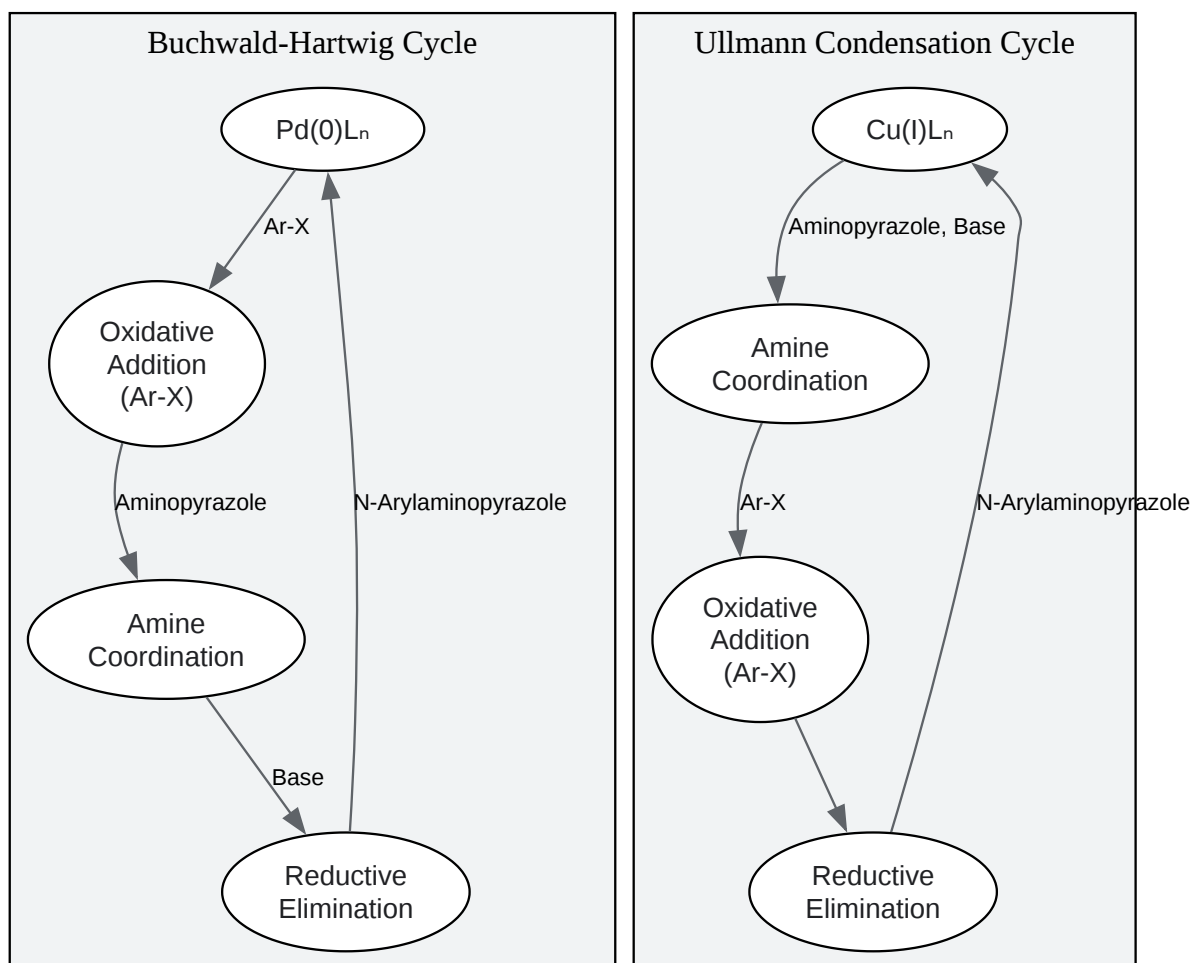 Buchwald-Hartwig Cycle
Pd(0)Lₙ
Ar-X
Oxidative
Addition
(Ar-X)
Aminopyrazole
N-Arylaminopyrazole
Amine
Coordination
Base
Reductive
Elimination
Ullmann Condensation Cycle
Cu(I)Lₙ
Aminopyrazole, Base
Amine
Coordination
Ar-X
N-Arylaminopyrazole
Oxidative
Addition
(Ar-X)
Reductive
Elimination